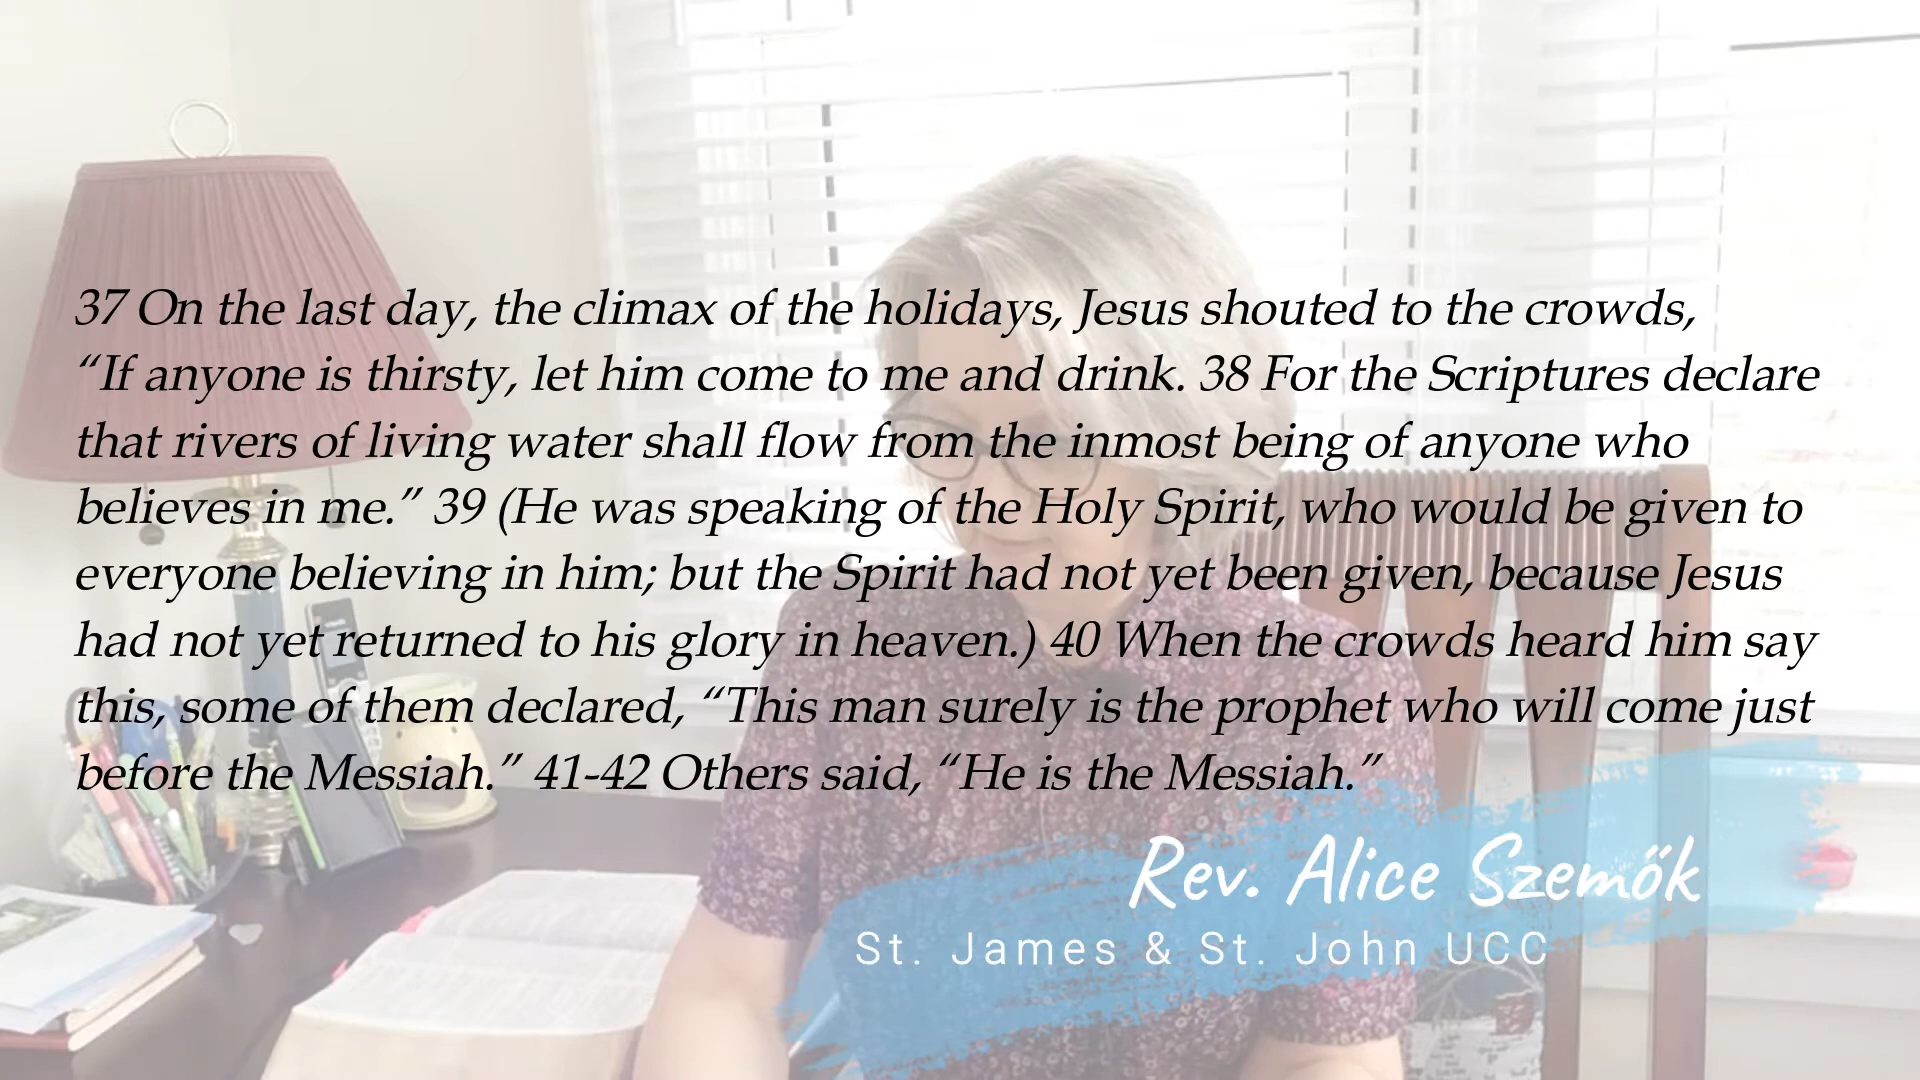 37 On the last day, the climax of the holidays, Jesus shouted to the crowds,
“If anyone is thirsty, let him come to me and drink. 38 For the Scriptures declare
that rivers of living water shall flow from the inmost being of anyone who
believes in me.” 39 (He was speaking of the Holy Spirit, who would be given to
everyone believing in him; but the Spirit had not yet been given, because Jesus
had not yet returned to his glory in heaven.) 40 When the crowds heard him say
this, some of them declared, “This man surely is the prophet who will come just
before the Messiah.” 41-42 Others said, “He is the Messiah.”
Rev. Alice Szemők
St. James & St. John UCC